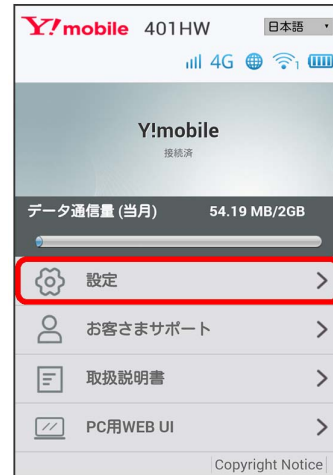 Y!mobile 401HW 日本語
4G 1
Y!mobile
接続済
データ通信量 (当月) 54.19 MB/2GB
設定
お客さまサポート
取扱説明書
PC用WEB UI
Copyright Notice